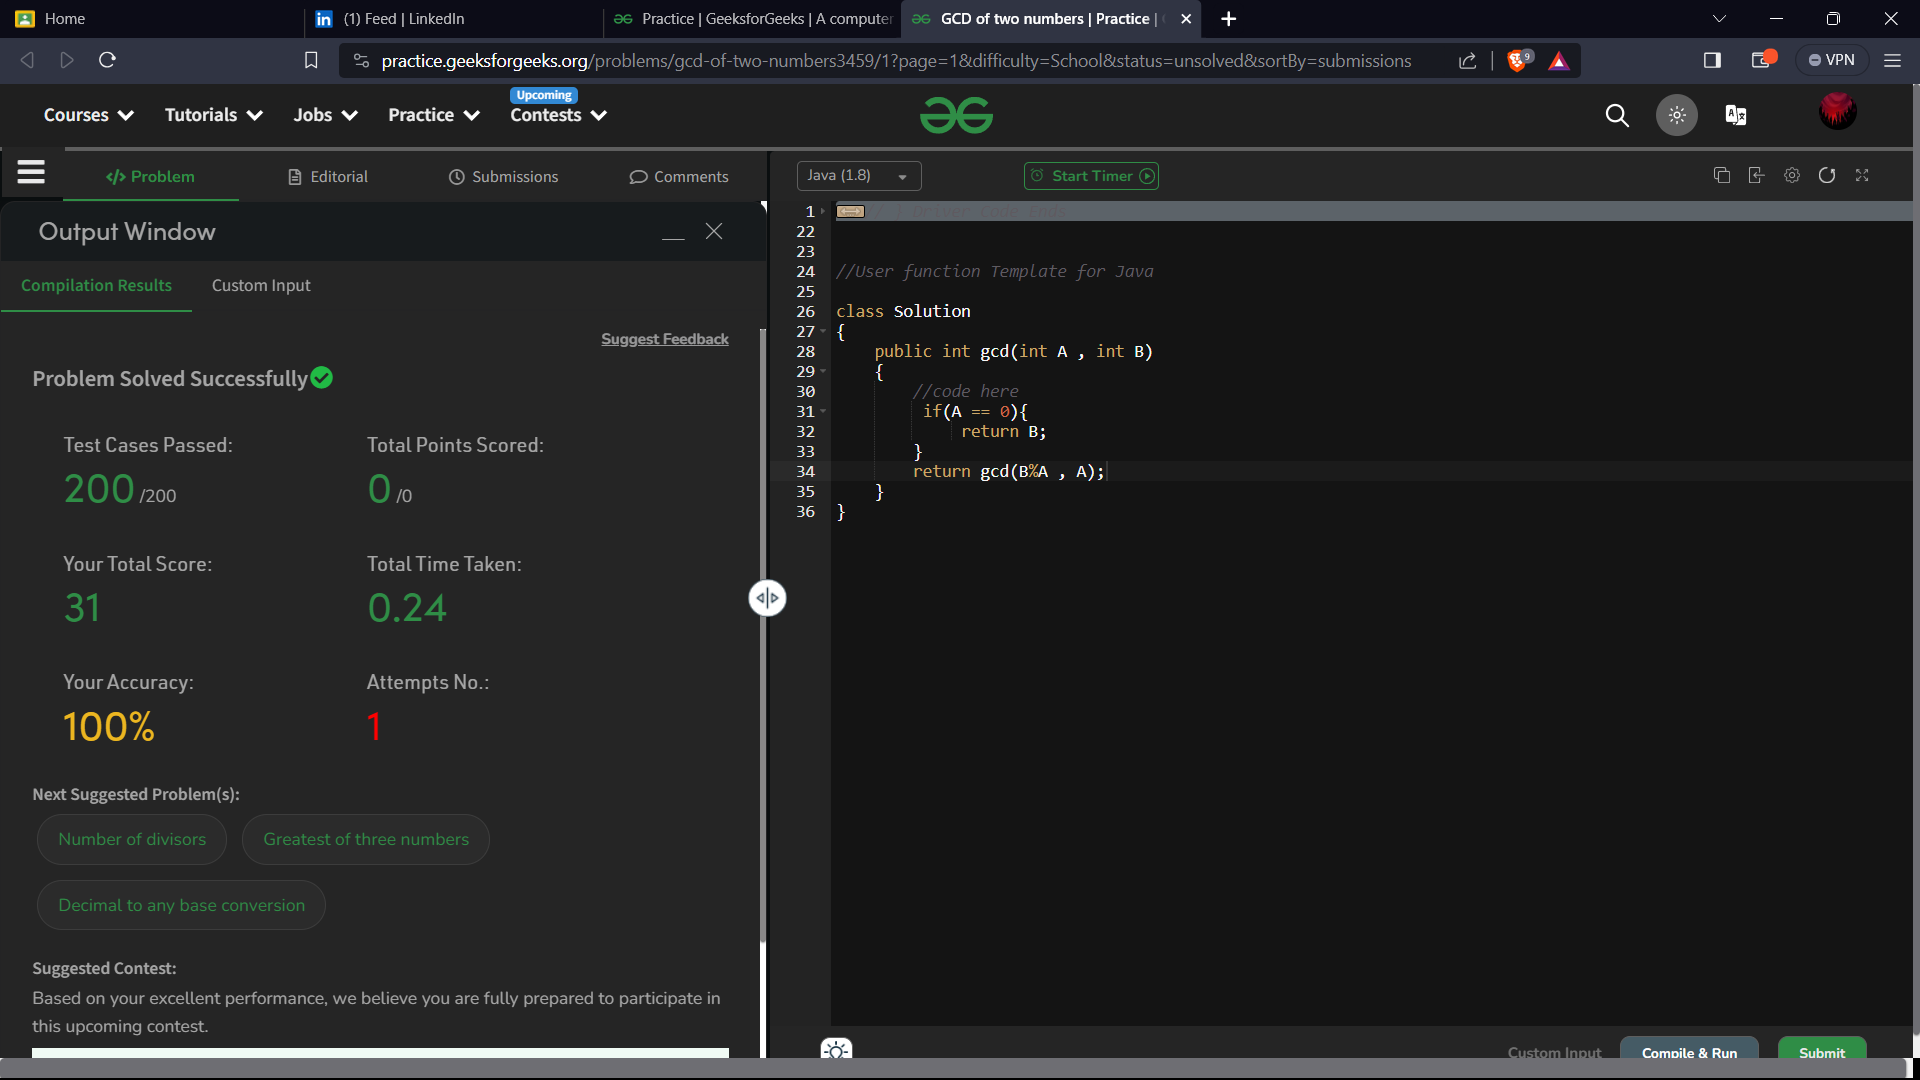 Home
(1) Feed | LinkedIn
Practice | GeeksforGeeks | A computer
GCD of two numbers | Practice |
practice.geeksforgeeks.org/problems/gcd-of-two-numbers3459/1?page=1&difficulty=School&status=unsolved&sortBy=submissions
9
VPN
Courses
Tutorials
Jobs
Practice
Upcoming
Contests
</> Problem
Editorial
Submissions
Comments
Java (1.8)
Start Timer
Output Window
Compilation Results
Custom Input
Suggest Feedback
Problem Solved Successfully
Test Cases Passed:
200 /200
Total Points Scored:
0 /0
Your Total Score:
31
Total Time Taken:
0.24
Your Accuracy:
100%
Attempts No.:
1
Next Suggested Problem(s):
Number of divisors
Greatest of three numbers
Decimal to any base conversion
Suggested Contest:
Based on your excellent performance, we believe you are fully prepared to participate in
this upcoming contest.
1 // } Driver Code Ends
22
23
24 //User function Template for Java
25
26 class Solution
27 {
28 public int gcd(int A , int B)
29 {
30 //code here
31 if(A == 0){
32 return B;
33 }
34 return gcd(B%A , A);
35 }
36 }
Custom Input
Compile & Run
Submit